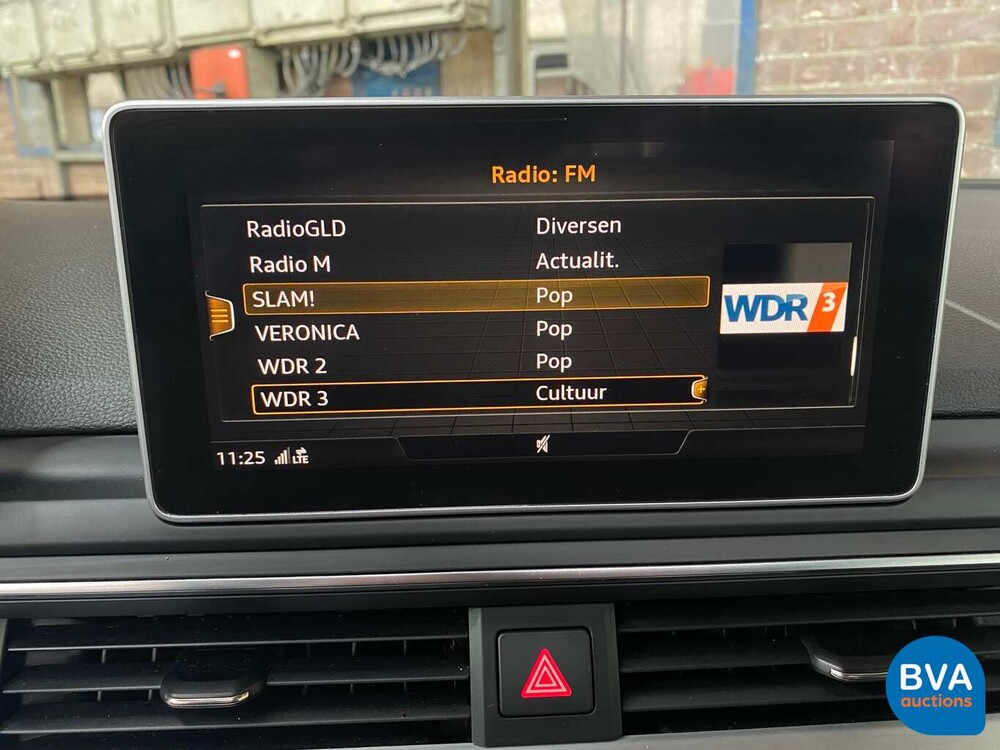 Radio: FM
RadioGLD Diversen
Radio M Actualit.
SLAM! Pop
VERONICA Pop
WDR 2 Pop
WDR 3 Cultuur
WDR 3
11:25 LTE
BVA
auctions